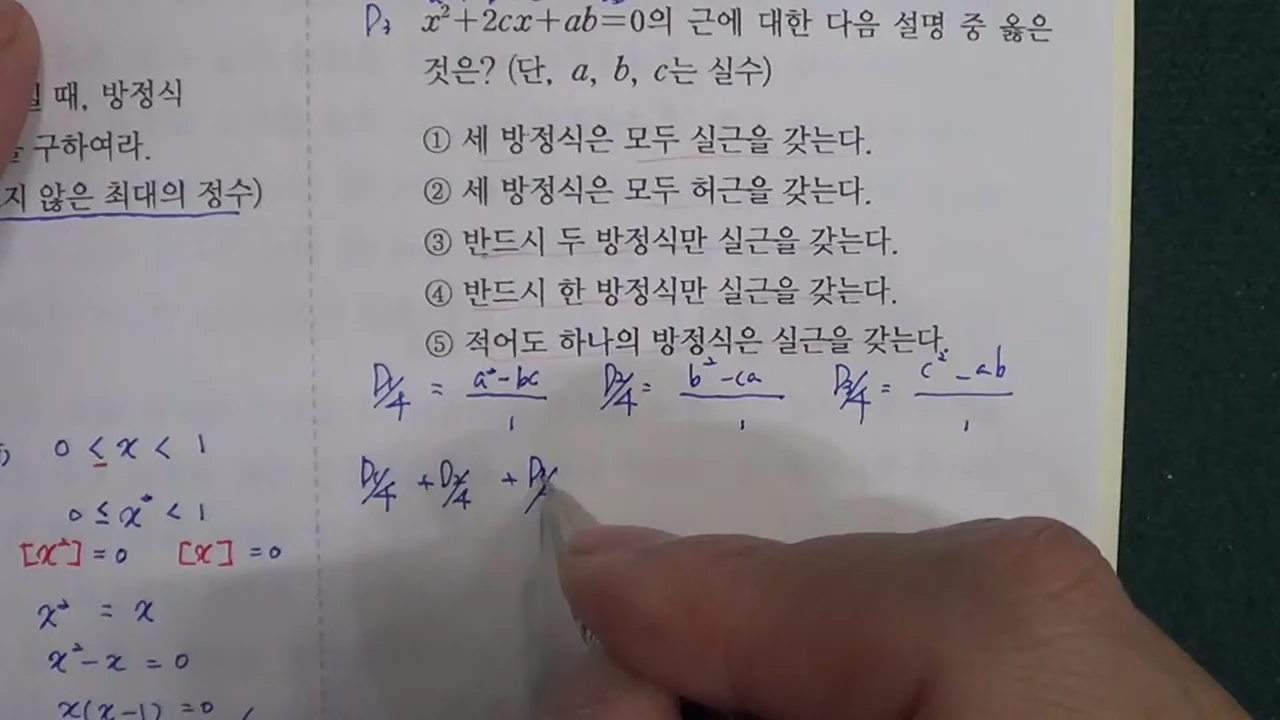 때, 방정식
구하여라.
지 않은 최대의 정수)
0 ≤ x < 1
0 ≤ x² < 1
[x²] = 0 [x] = 0
x² = x
x² - x = 0
x(x-1) = 0
D₃ x²+2cx+ab=0의 근에 대한 다음 설명 중 옳은
것은? (단, a, b, c는 실수)
① 세 방정식은 모두 실근을 갖는다.
② 세 방정식은 모두 허근을 갖는다.
③ 반드시 두 방정식만 실근을 갖는다.
④ 반드시 한 방정식만 실근을 갖는다.
⑤ 적어도 하나의 방정식은 실근을 갖는다.
D₁/4 = a²-bc D₂/4 = b²-ca D₃/4 = c²-ab
1 1 1
D₁/4 + D₂/4 + D₃/